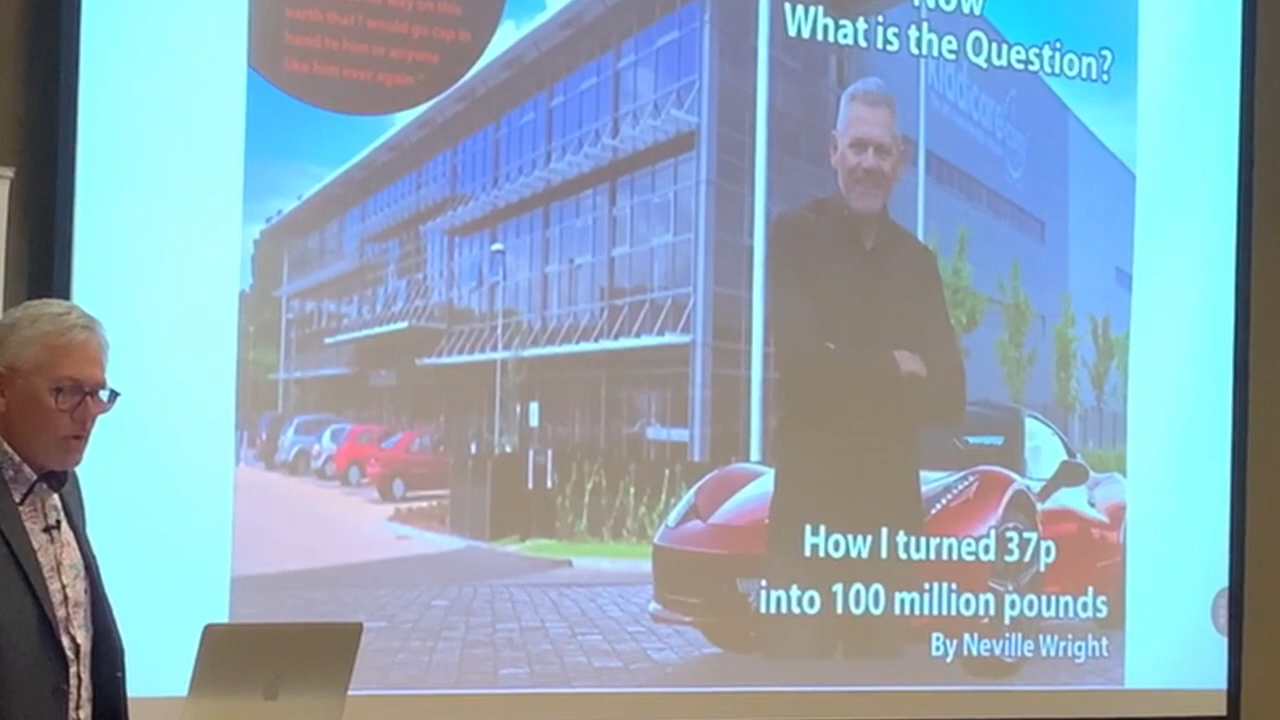 way on this
earth that I would go cap in
hand to him or anyone
like him ever again."
Now
What is the Question?
kiddicare
How I turned 37p
into 100 million pounds
By Neville Wright